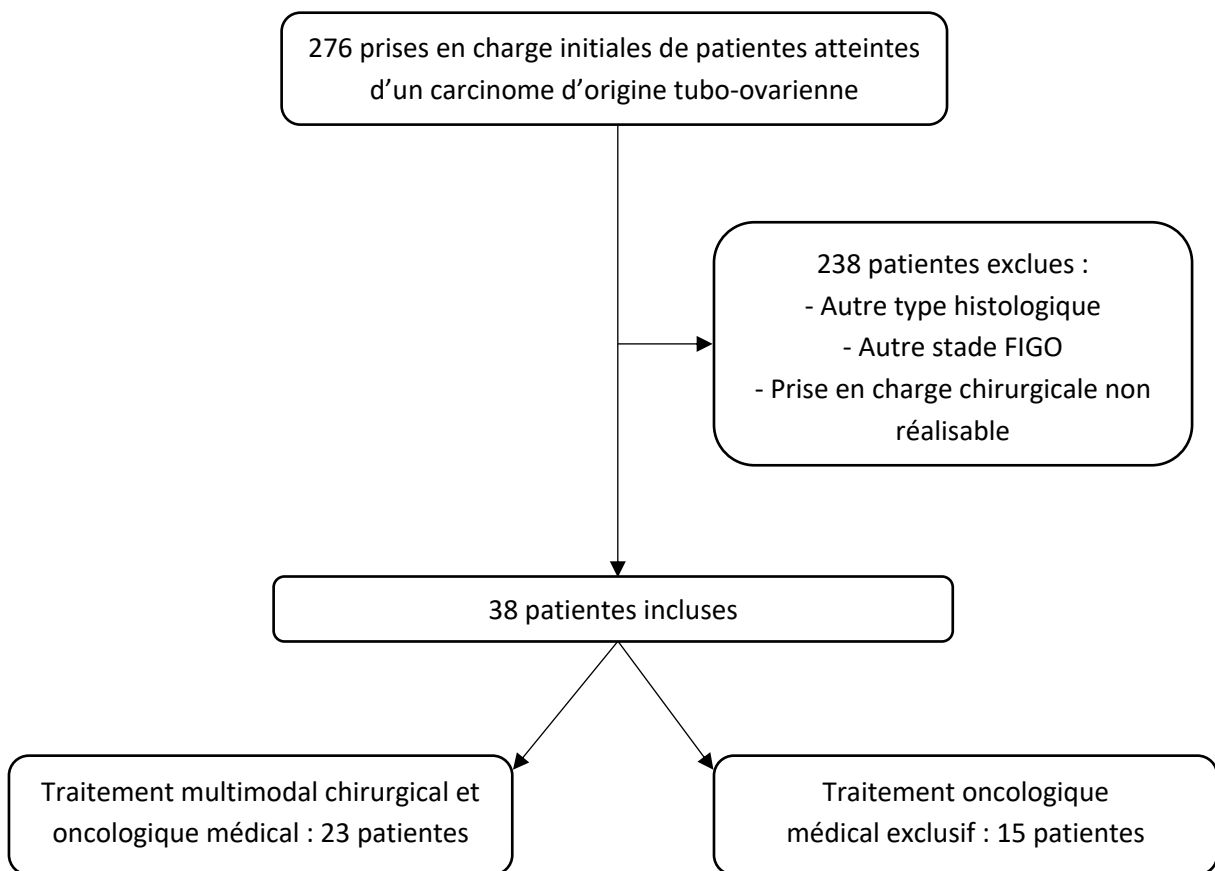 276 prises en charge initiales de patientes atteintes
d’un carcinome d’origine tubo-ovarienne
238 patientes exclues :
- Autre type histologique
- Autre stade FIGO
- Prise en charge chirurgicale non
réalisable
38 patientes incluses
Traitement multimodal chirurgical et
oncologique médical : 23 patientes
Traitement oncologique
médical exclusif : 15 patientes